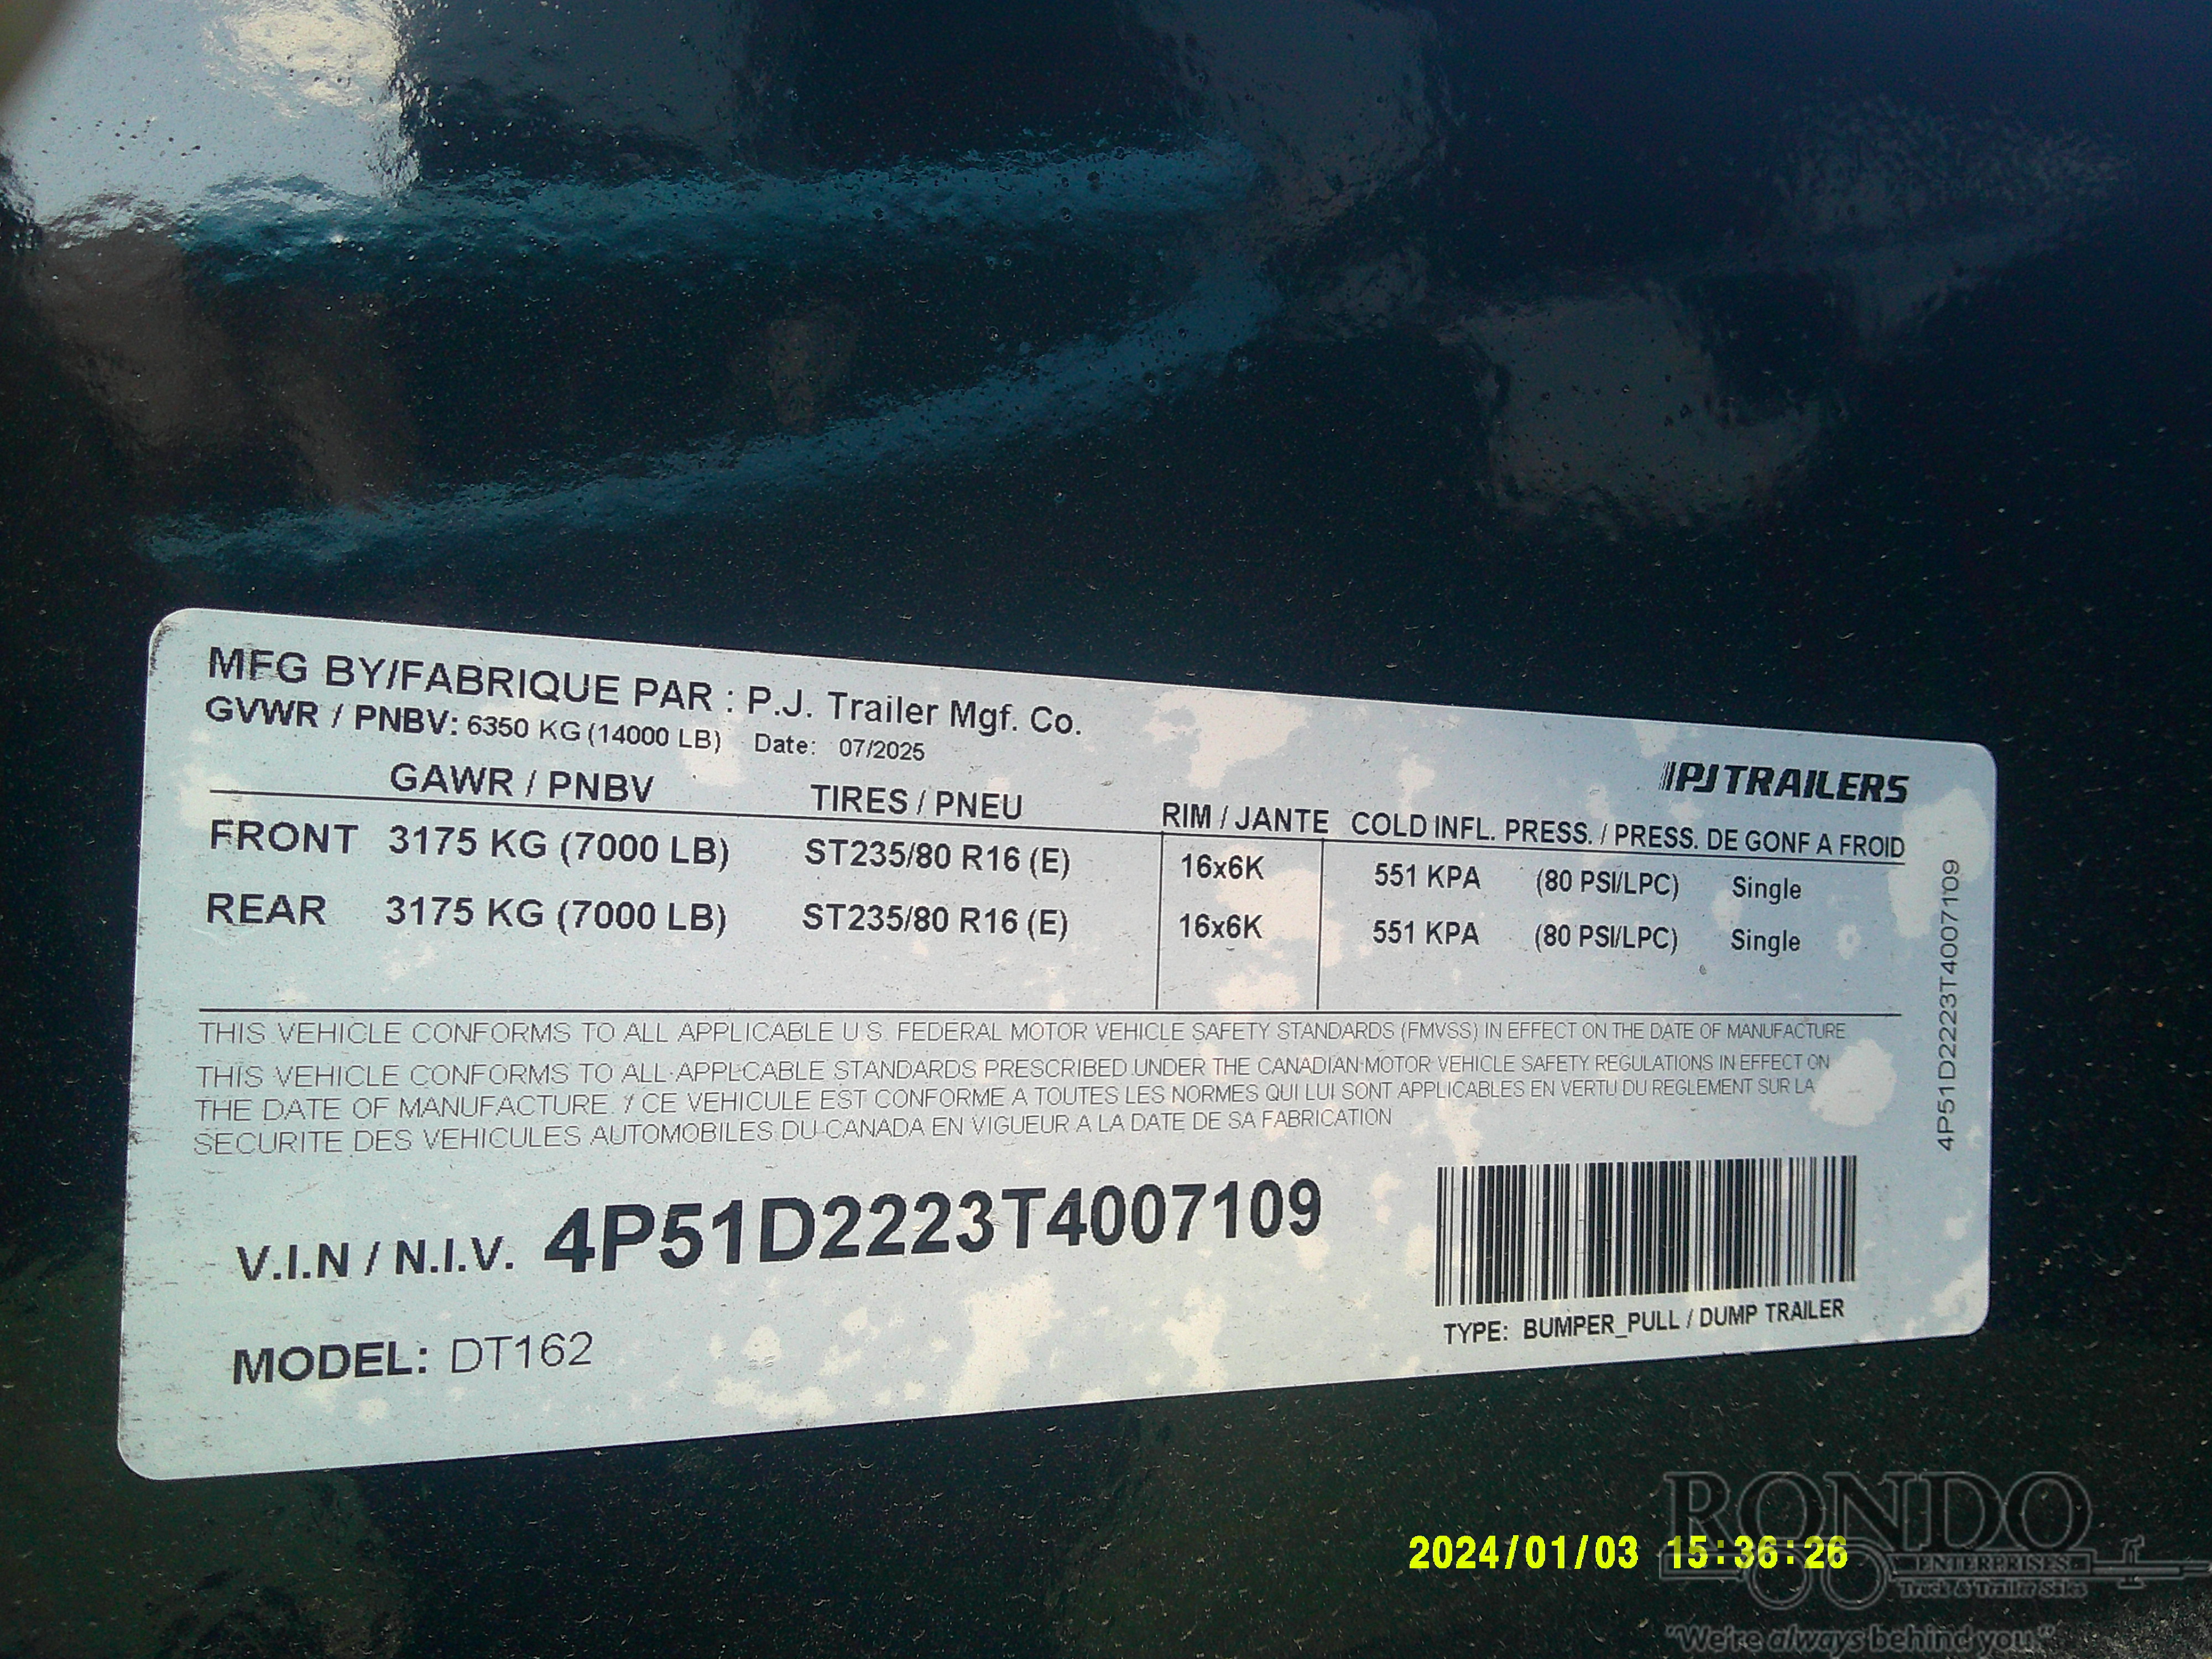 MFG BY/FABRIQUE PAR : P.J. Trailer Mgf. Co.
GVWR / PNBV: 6350 KG (14000 LB) Date: 07/2025
PJ TRAILERS
GAWR / PNBV TIRES / PNEU RIM / JANTE COLD INFL. PRESS. / PRESS. DE GONF A FROID
FRONT 3175 KG (7000 LB) ST235/80 R16 (E) 16x6K 551 KPA (80 PSI/LPC) Single
REAR 3175 KG (7000 LB) ST235/80 R16 (E) 16x6K 551 KPA (80 PSI/LPC) Single
4P51D2223T4007109
THIS VEHICLE CONFORMS TO ALL APPLICABLE U.S. FEDERAL MOTOR VEHICLE SAFETY STANDARDS (FMVSS) IN EFFECT ON THE DATE OF MANUFACTURE
THIS VEHICLE CONFORMS TO ALL APPLCABLE STANDARDS PRESCRIBED UNDER THE CANADIAN MOTOR VEHICLE SAFETY REGULATIONS IN EFFECT ON
THE DATE OF MANUFACTURE. / CE VEHICULE EST CONFORME A TOUTES LES NORMES QUI LUI SONT APPLICABLES EN VERTU DU REGLEMENT SUR LA
SECURITE DES VEHICULES AUTOMOBILES DU CANADA EN VIGUEUR A LA DATE DE SA FABRICATION
V.I.N / N.I.V. 4P51D2223T4007109
MODEL: DT162
TYPE: BUMPER_PULL / DUMP TRAILER
2024/01/03 15:36:26
RONDO
ENTERPRISES
Truck & Trailer Sales
"We're always behind you."